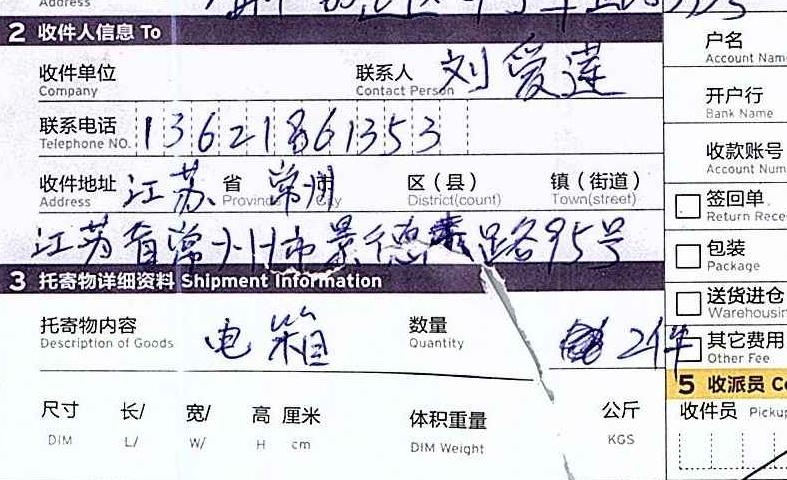 Address
2 收件人信息 To
户名
Account Nam
收件单位 联系人 刘爱莲
Company Contact Person
开户行
Bank Name
联系电话 13621861353
Telephone NO.
收款账号
Account Num
收件地址 江苏 省 常州 区（县） 镇（街道）
Address Provinc City District(count) Town(street)
签回单
Return Rece
江苏省常州市景德 路95号
包装
Package
3 托寄物详细资料 Shipment Information
送货进仓
Warehousin
托寄物内容 电箱 数量 2件
Description of Goods Quantity
其它费用
Other Fee
5 收派员 Co
尺寸 长/ 宽/ 高 厘米 体积重量 公斤
DIM L/ W/ H cm DIM Weight KGS
收件员 Pickup